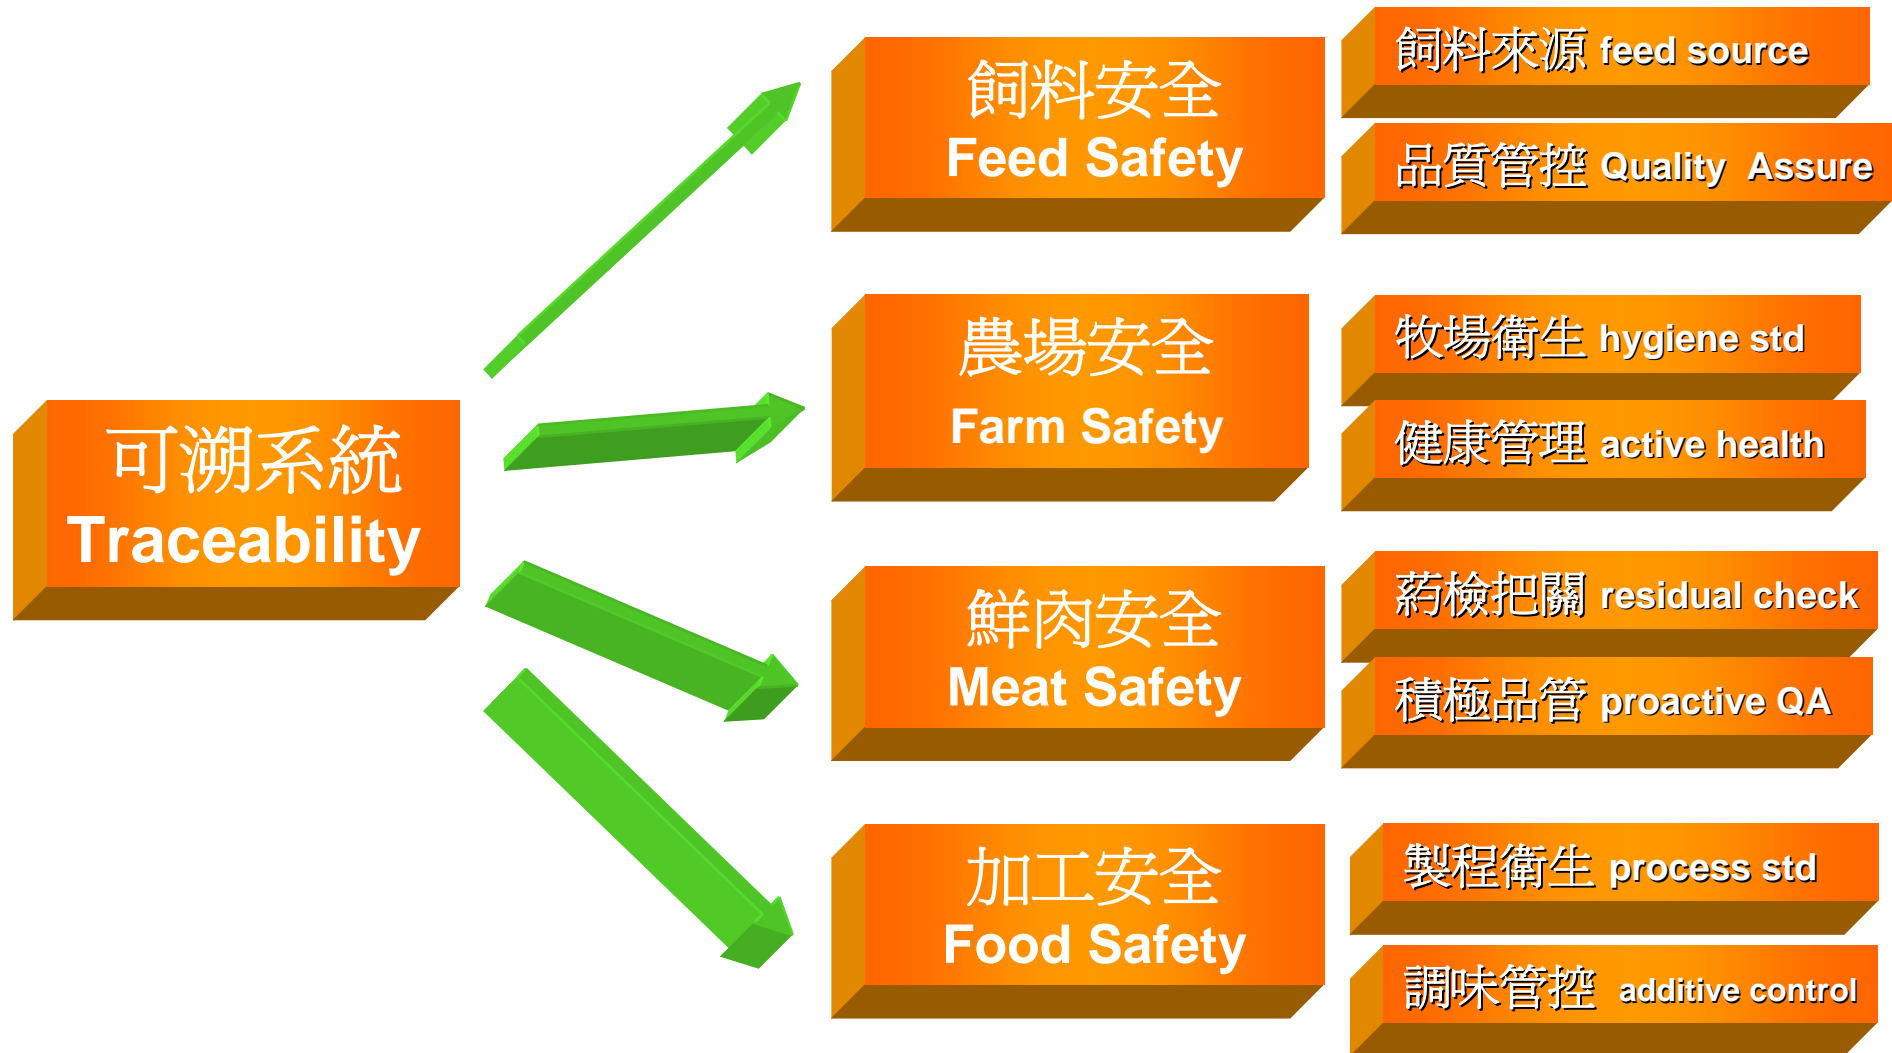 可溯系統
Traceability
飼料安全
Feed Safety
飼料來源 feed source
品質管控 Quality Assure
農場安全
Farm Safety
牧場衛生 hygiene std
健康管理 active health
鮮肉安全
Meat Safety
葯檢把關 residual check
積極品管 proactive QA
加工安全
Food Safety
製程衛生 process std
調味管控 additive control